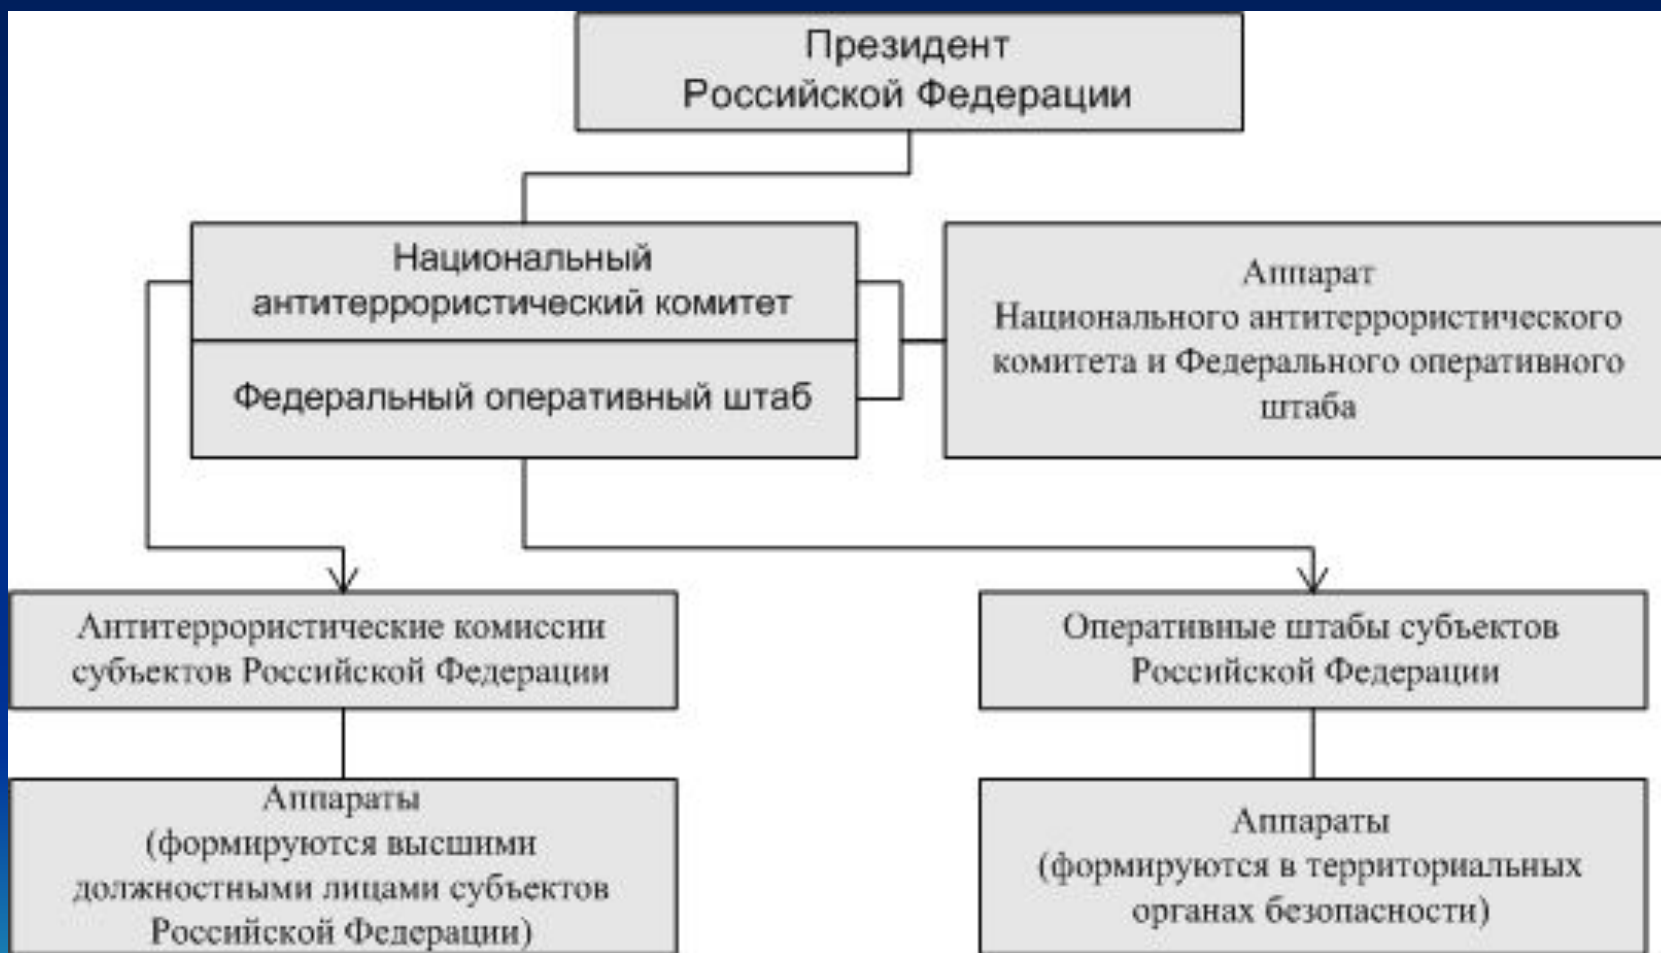 Президент
Российской Федерации
Национальный
антитеррористический комитет
Федеральный оперативный штаб
Аппарат
Национального антитеррористического
комитета и Федерального оперативного
штаба
Антитеррористические комиссии
субъектов Российской Федерации
Оперативные штабы субъектов
Российской Федерации
Аппараты
(формируются высшими
должностными лицами субъектов
Российской Федерации)
Аппараты
(формируются в территориальных
органах безопасности)